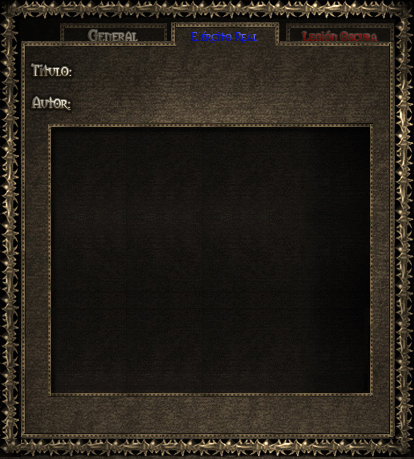 General
Ejército Real
Legión Oscura
Título:
Autor: